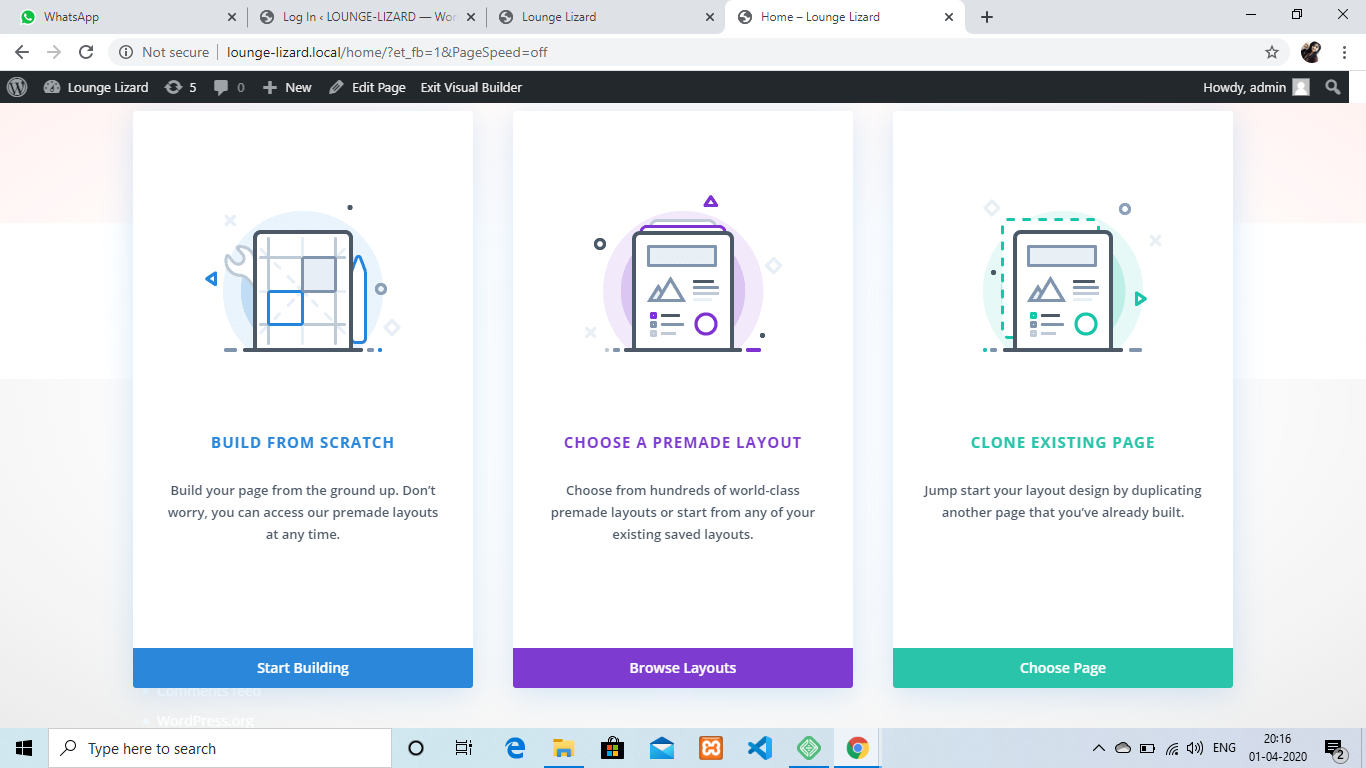 WhatsApp
Log In ‹ LOUNGE-LIZARD — Wor
Lounge Lizard
Home – Lounge Lizard
Not secure
lounge-lizard.local/home/?et_fb=1&PageSpeed=off
Lounge Lizard
5
0
New
Edit Page
Exit Visual Builder
Howdy, admin
BUILD FROM SCRATCH
Build your page from the ground up. Don't
worry, you can access our premade layouts
at any time.
Start Building
CHOOSE A PREMADE LAYOUT
Choose from hundreds of world-class
premade layouts or start from any of your
existing saved layouts.
Browse Layouts
CLONE EXISTING PAGE
Jump start your layout design by duplicating
another page that you've already built.
Choose Page
Comments feed
WordPress.org
Type here to search
ENG
20:16
01-04-2020
2